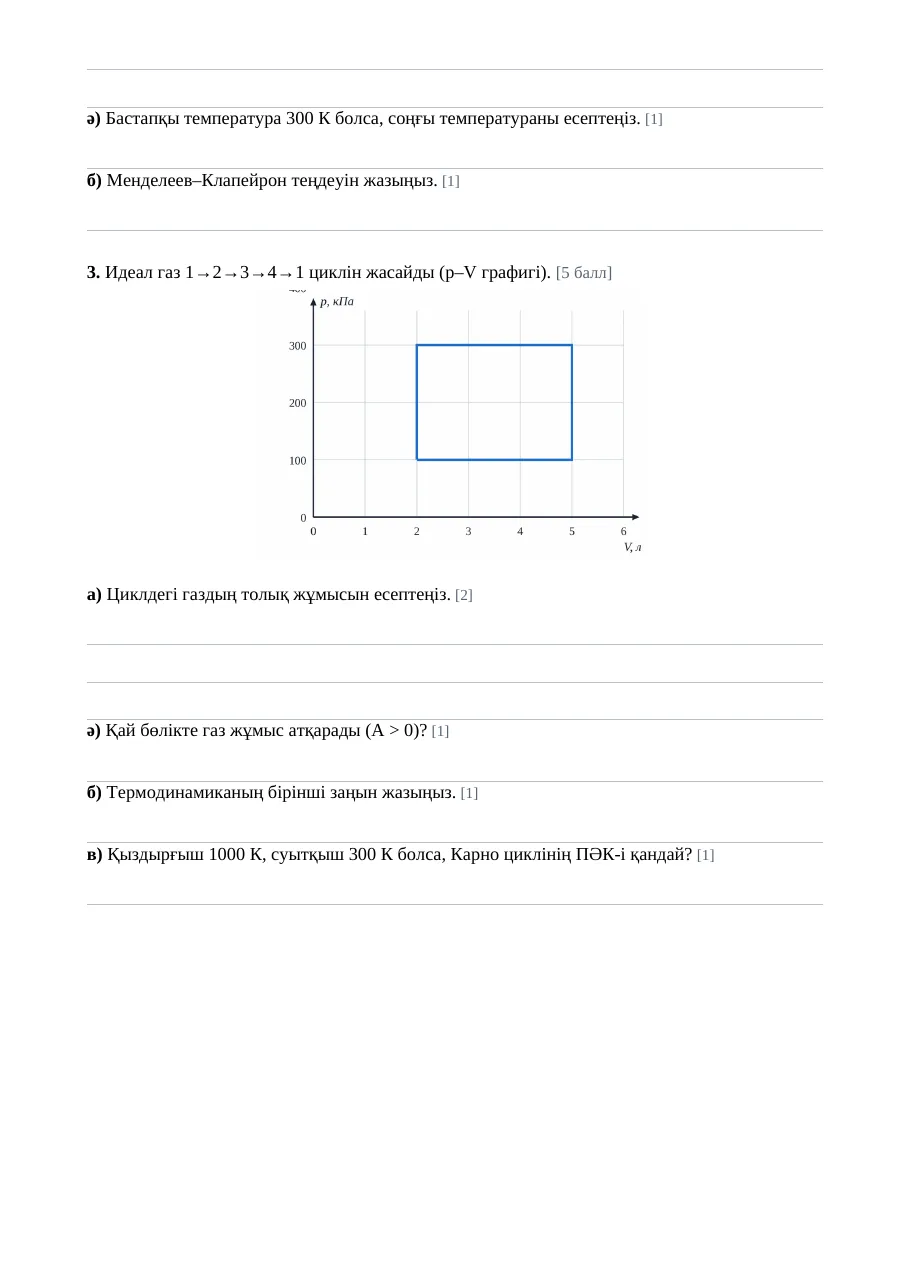 ә) Бастапқы температура 300 К болса, соңғы температураны есептеңіз. [1]
б) Менделеев–Клапейрон теңдеуін жазыңыз. [1]
3. Идеал газ 1→2→3→4→1 циклін жасайды (p–V графигі). [5 балл]
p, кПа
300
200
100
0
0 1 2 3 4 5 6
V, л
а) Циклдегі газдың толық жұмысын есептеңіз. [2]
ә) Қай бөлікте газ жұмыс атқарады (А > 0)? [1]
б) Термодинамиканың бірінші заңын жазыңыз. [1]
в) Қыздырғыш 1000 К, суытқыш 300 К болса, Карно циклінің ПӘК-і қандай? [1]